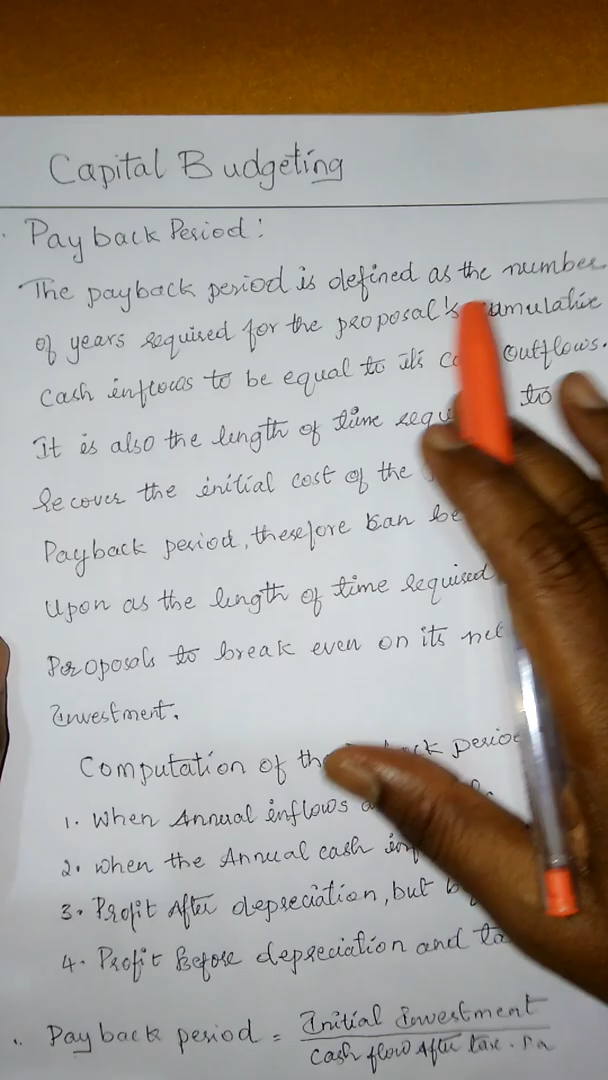 Capital Budgeting
Payback Period:
The payback period is defined as the number
of years required for the proposal's cumulative
cash inflows to be equal to it's outflows.
It is also the length of time to
recover the initial cost of the
Payback period, therefore can be
upon as the length of time required
Proposals to break even on its net
Investment.
Computation of the period
1. When Annual inflows
2. When the Annual cash
3. Profit After depreciation, but
4. Profit Before depreciation and
Payback period = Initial Investment
Cash flow After tax